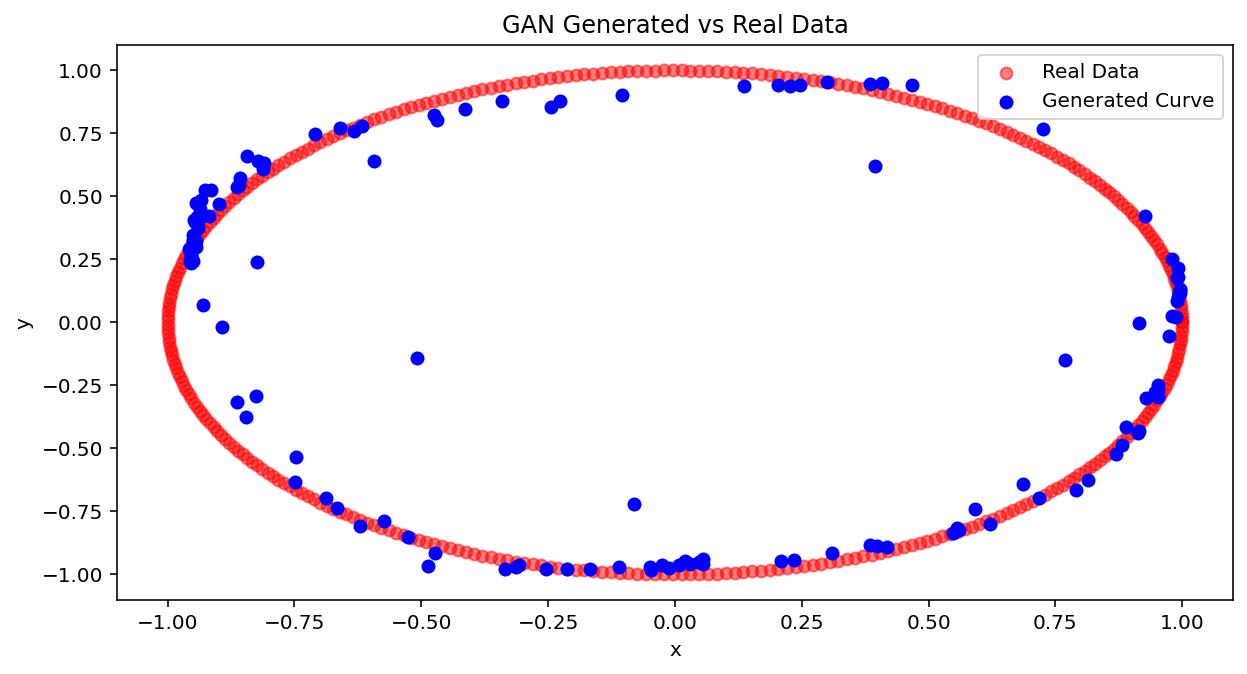 GAN Generated vs Real Data
Real Data
Generated Curve
1.00
0.75
0.50
0.25
0.00
−0.25
−0.50
−0.75
−1.00
y
−1.00 −0.75 −0.50 −0.25 0.00 0.25 0.50 0.75 1.00
x